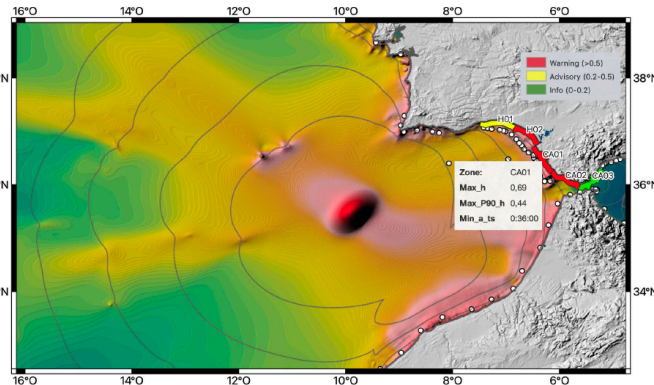 16°O 14°O 12°O 10°O 8°O 6°O
Warning (>0.5)
Advisory (0.2-0.5)
Info (0-0.2)
38°N
°N
H01
H02
CA01
Zone: CA01
Max_h 0,69
Max_P90_h 0,44
Min_a_ts 0:36:00
CA02 CA03
36°N
°N
34°N
°N
16°O 14°O 12°O 10°O 8°O 6°O